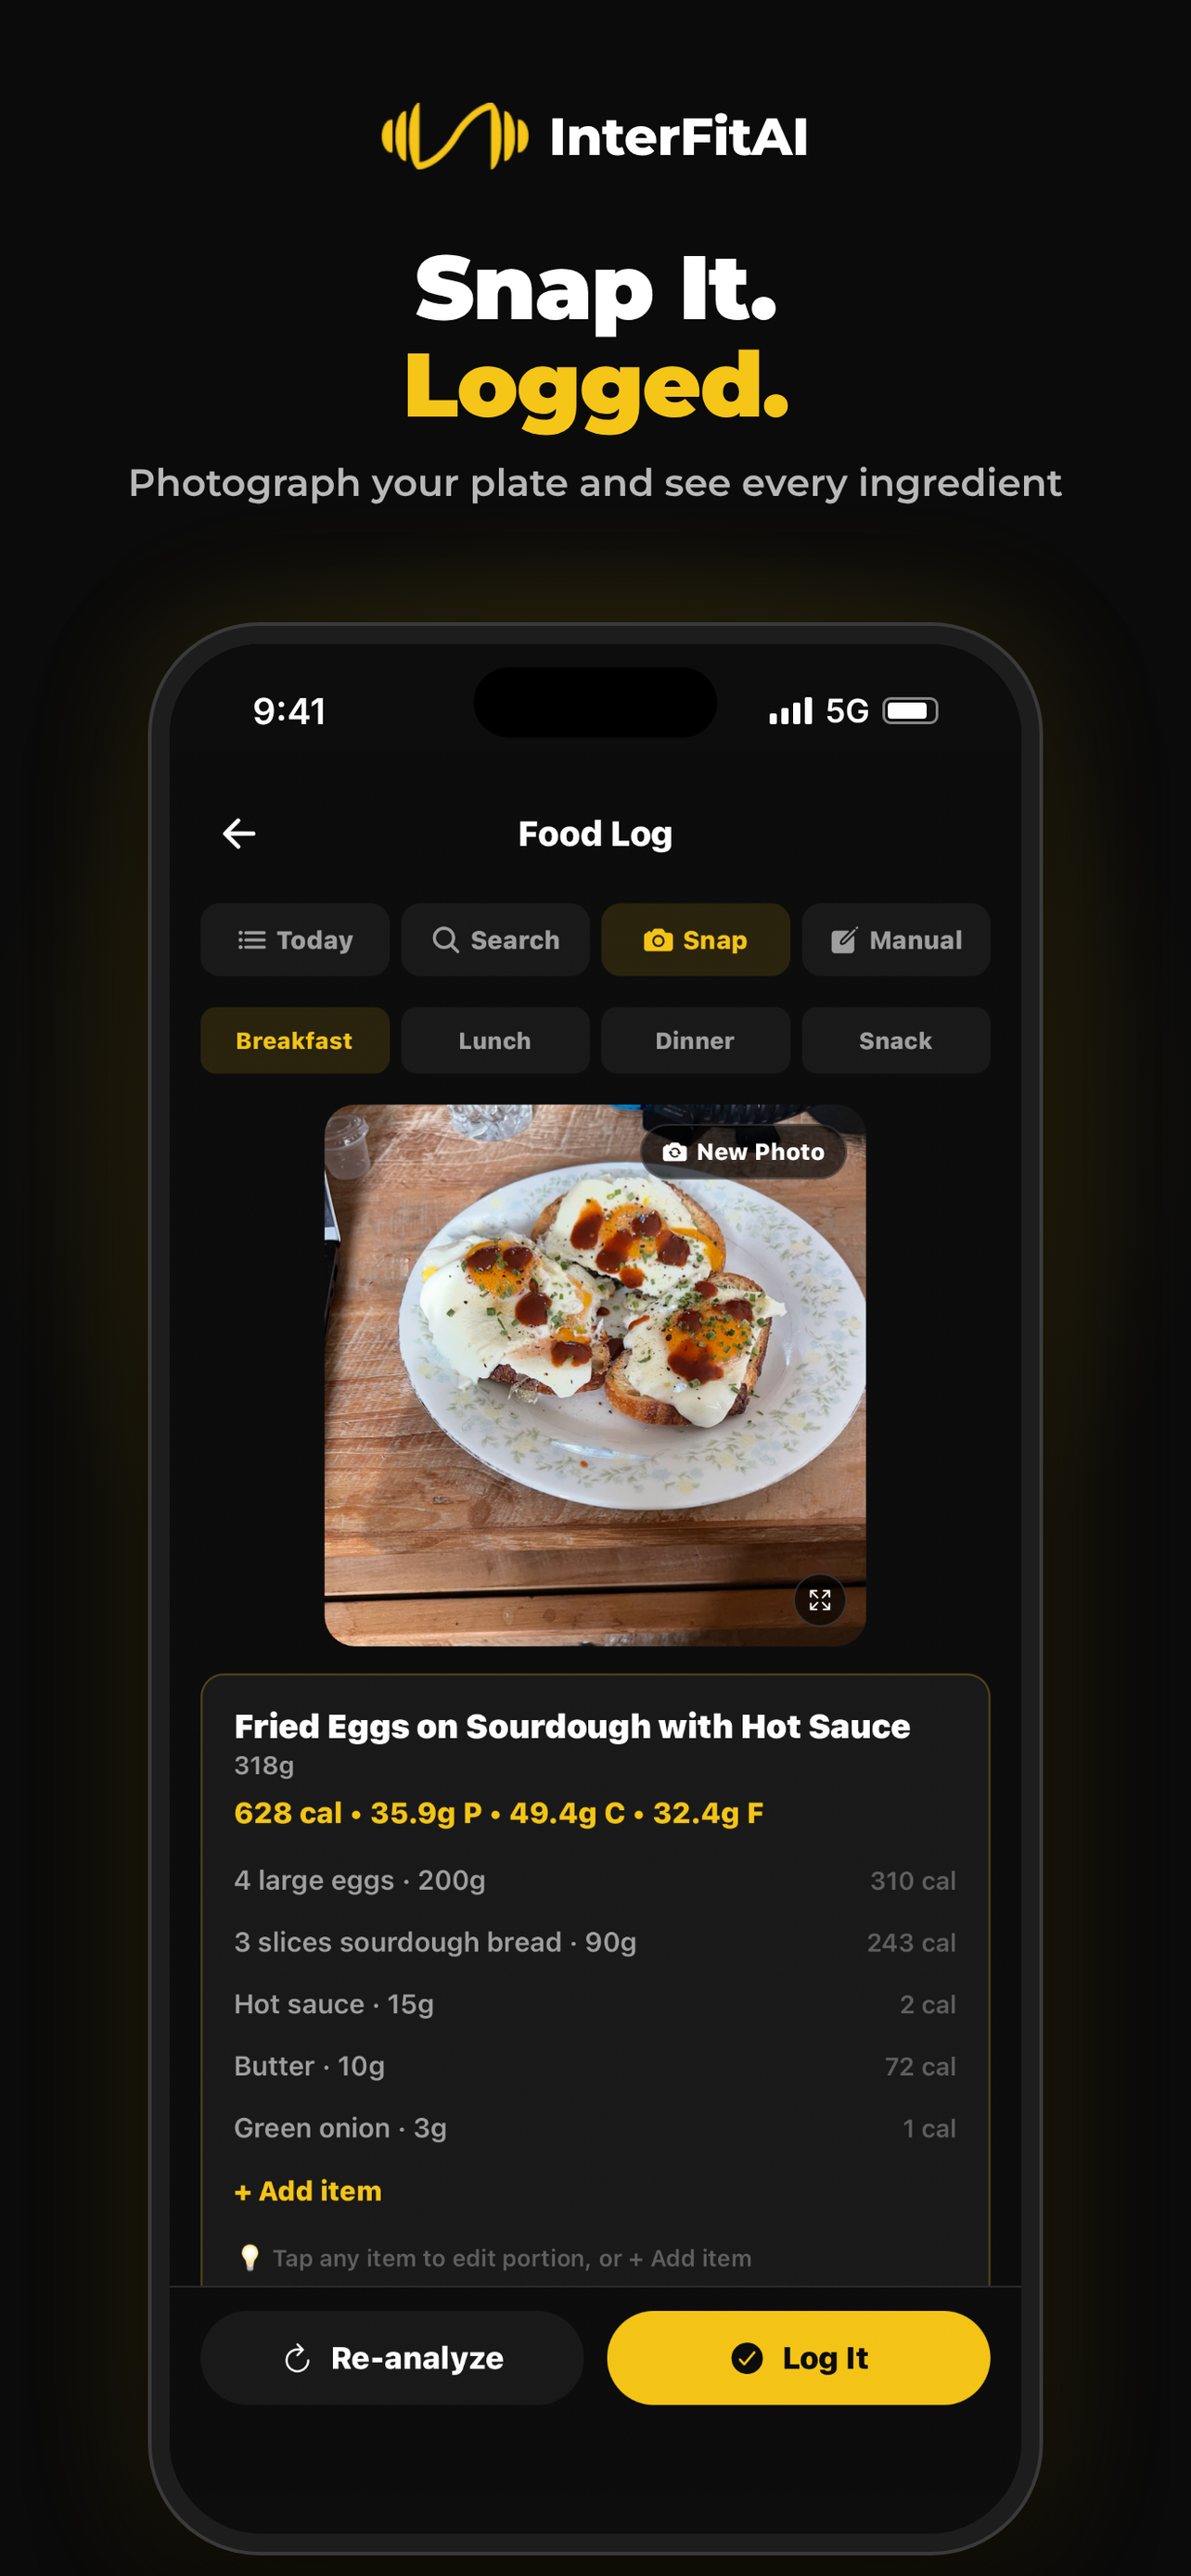 InterFitAI
Snap It.
Logged.
Photograph your plate and see every ingredient
9:41 5G
Food Log
Today Search Snap Manual
Breakfast Lunch Dinner Snack
New Photo
Fried Eggs on Sourdough with Hot Sauce
318g
628 cal • 35.9g P • 49.4g C • 32.4g F
4 large eggs · 200g 310 cal
3 slices sourdough bread · 90g 243 cal
Hot sauce · 15g 2 cal
Butter · 10g 72 cal
Green onion · 3g 1 cal
+ Add item
💡 Tap any item to edit portion, or + Add item
Re-analyze Log It